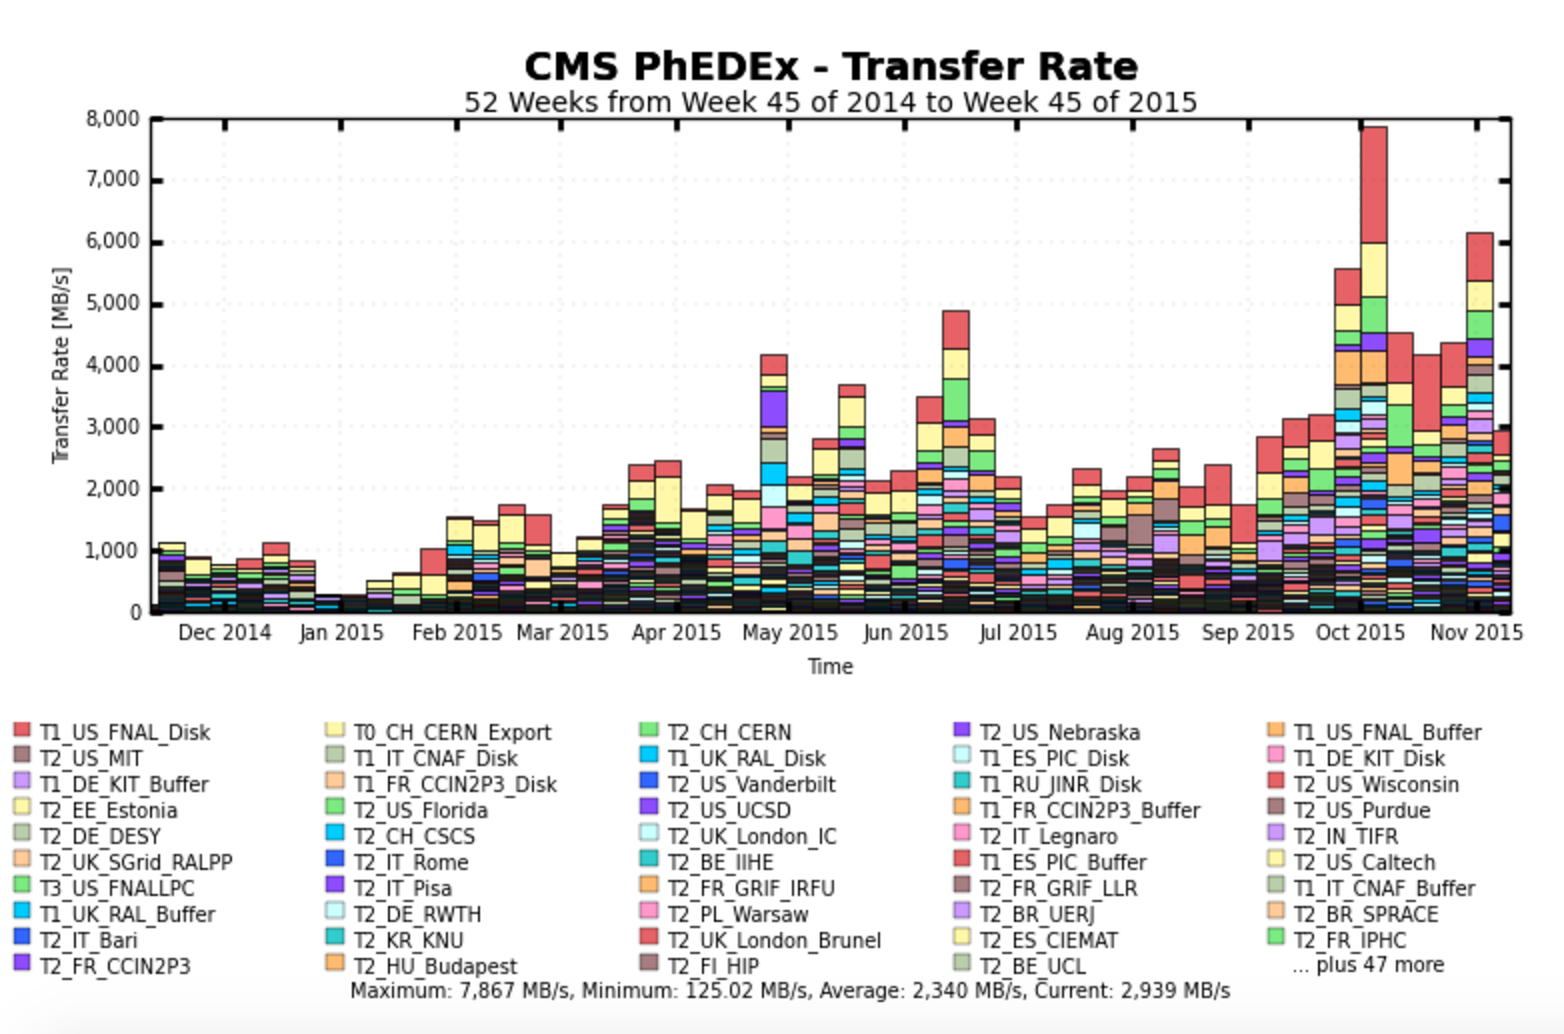 CMS PhEDEx - Transfer Rate
52 Weeks from Week 45 of 2014 to Week 45 of 2015
8,000
7,000
6,000
5,000
4,000
3,000
2,000
1,000
0
Transfer Rate [MB/s]
Dec 2014 Jan 2015 Feb 2015 Mar 2015 Apr 2015 May 2015 Jun 2015 Jul 2015 Aug 2015 Sep 2015 Oct 2015 Nov 2015
Time
T1_US_FNAL_Disk T0_CH_CERN_Export T2_CH_CERN T2_US_Nebraska T1_US_FNAL_Buffer
T2_US_MIT T1_IT_CNAF_Disk T1_UK_RAL_Disk T1_ES_PIC_Disk T1_DE_KIT_Disk
T1_DE_KIT_Buffer T1_FR_CCIN2P3_Disk T2_US_Vanderbilt T1_RU_JINR_Disk T2_US_Wisconsin
T2_EE_Estonia T2_US_Florida T2_US_UCSD T1_FR_CCIN2P3_Buffer T2_US_Purdue
T2_DE_DESY T2_CH_CSCS T2_UK_London_IC T2_IT_Legnaro T2_IN_TIFR
T2_UK_SGrid_RALPP T2_IT_Rome T2_BE_IIHE T1_ES_PIC_Buffer T2_US_Caltech
T3_US_FNALLPC T2_IT_Pisa T2_FR_GRIF_IRFU T2_FR_GRIF_LLR T1_IT_CNAF_Buffer
T1_UK_RAL_Buffer T2_DE_RWTH T2_PL_Warsaw T2_BR_UERJ T2_BR_SPRACE
T2_IT_Bari T2_KR_KNU T2_UK_London_Brunel T2_ES_CIEMAT T2_FR_IPHC
T2_FR_CCIN2P3 T2_HU_Budapest T2_FI_HIP T2_BE_UCL ... plus 47 more
Maximum: 7,867 MB/s, Minimum: 125.02 MB/s, Average: 2,340 MB/s, Current: 2,939 MB/s